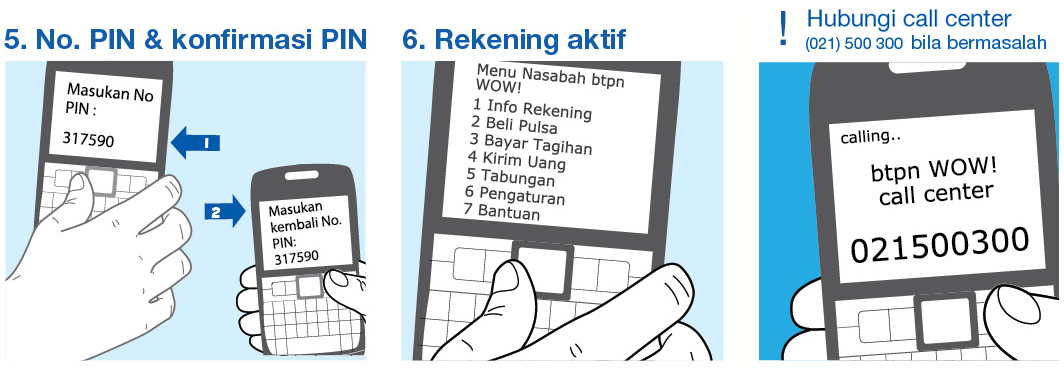 5. No. PIN & konfirmasi PIN
Masukan No
PIN :
317590
1
2
Masukan
kembali No.
PIN:
317590
6. Rekening aktif
Menu Nasabah btpn
WOW!
1 Info Rekening
2 Beli Pulsa
3 Bayar Tagihan
4 Kirim Uang
5 Tabungan
6 Pengaturan
7 Bantuan
! Hubungi call center
(021) 500 300 bila bermasalah
calling..
btpn WOW!
call center
021500300